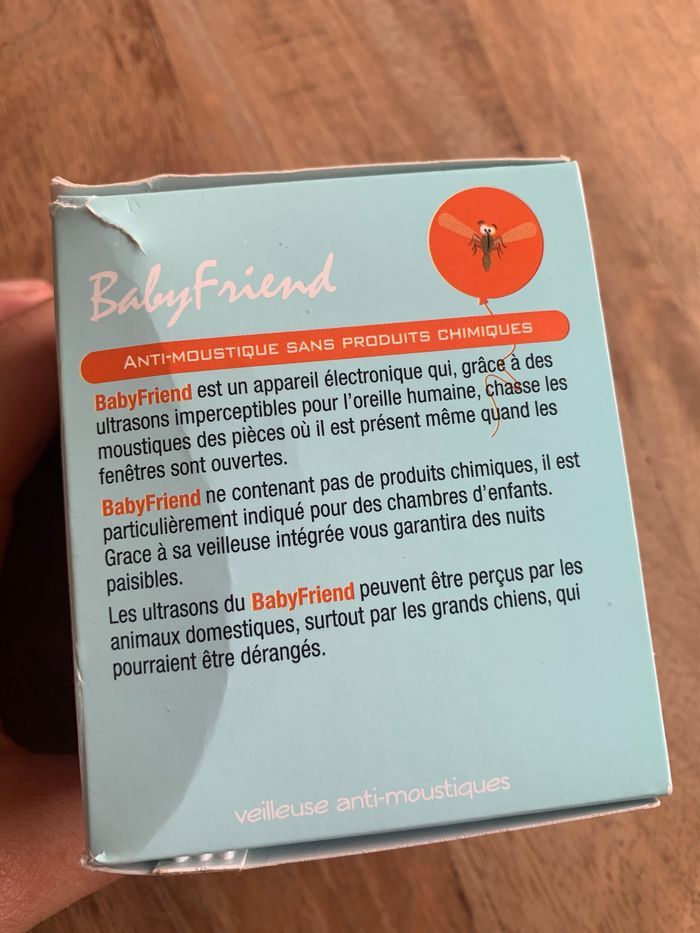 BabyFriend
ANTI-MOUSTIQUE SANS PRODUITS CHIMIQUES
BabyFriend est un appareil électronique qui, grâce à des
ultrasons imperceptibles pour l'oreille humaine, chasse les
moustiques des pièces où il est présent même quand les
fenêtres sont ouvertes.
BabyFriend ne contenant pas de produits chimiques, il est
particulièrement indiqué pour des chambres d'enfants.
Grace à sa veilleuse intégrée vous garantira des nuits
paisibles.
Les ultrasons du BabyFriend peuvent être perçus par les
animaux domestiques, surtout par les grands chiens, qui
pourraient être dérangés.
veilleuse anti-moustiques